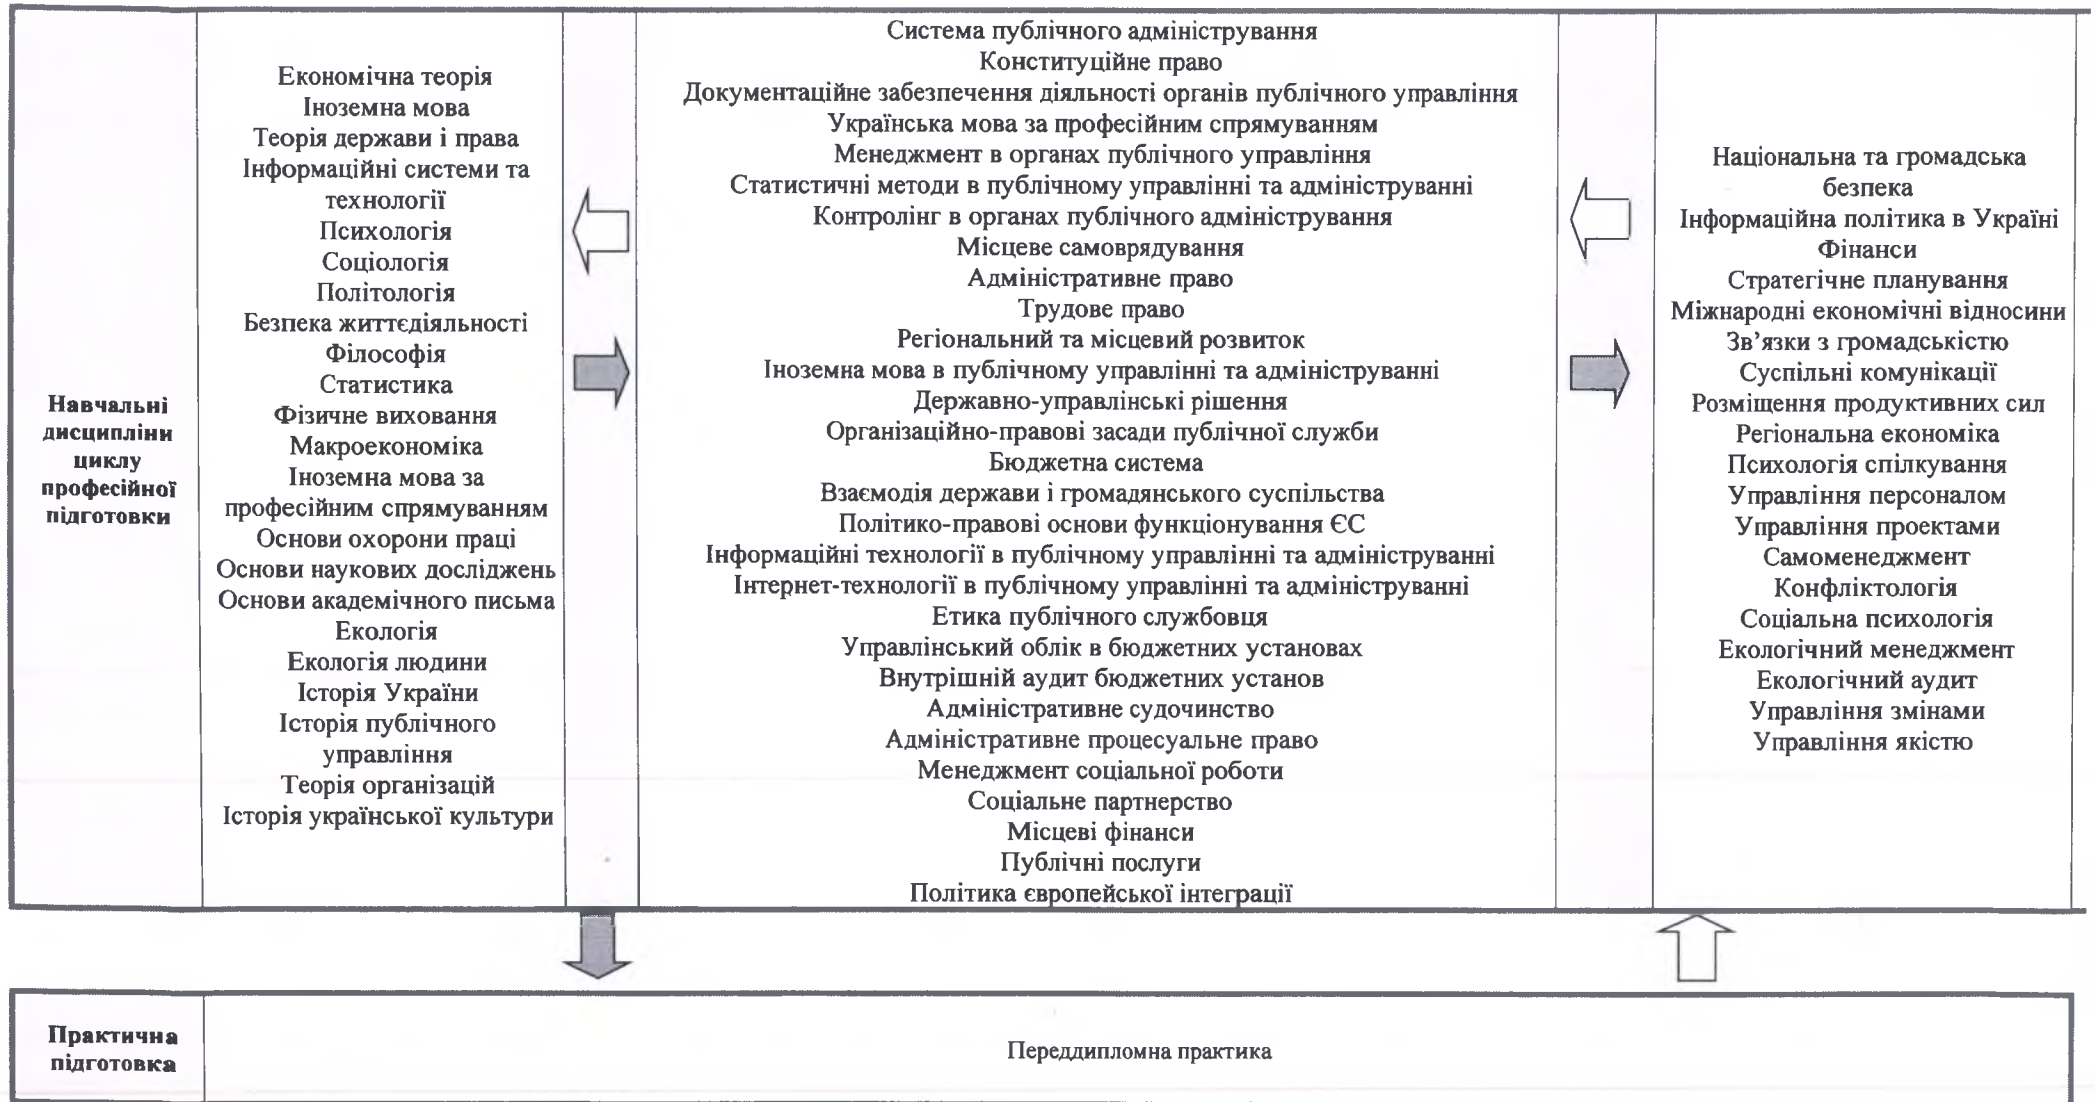 Навчальні
дисципліни
циклу
професійної
підготовки
Економічна теорія
Іноземна мова
Теорія держави і права
Інформаційні системи та
технології
Психологія
Соціологія
Політологія
Безпека життєдіяльності
Філософія
Статистика
Фізичне виховання
Макроекономіка
Іноземна мова за
професійним спрямуванням
Основи охорони праці
Основи наукових досліджень
Основи академічного письма
Екологія
Екологія людини
Історія України
Історія публічного
управління
Теорія організацій
Історія української культури
Система публічного адміністрування
Конституційне право
Документаційне забезпечення діяльності органів публічного управління
Українська мова за професійним спрямуванням
Менеджмент в органах публічного управління
Статистичні методи в публічному управлінні та адмініструванні
Контролінг в органах публічного адміністрування
Місцеве самоврядування
Адміністративне право
Трудове право
Регіональний та місцевий розвиток
Іноземна мова в публічному управлінні та адмініструванні
Державно-управлінські рішення
Організаційно-правові засади публічної служби
Бюджетна система
Взаємодія держави і громадянського суспільства
Політико-правові основи функціонування ЄС
Інформаційні технології в публічному управлінні та адмініструванні
Інтернет-технології в публічному управлінні та адмініструванні
Етика публічного службовця
Управлінський облік в бюджетних установах
Внутрішній аудит бюджетних установ
Адміністративне судочинство
Адміністративне процесуальне право
Менеджмент соціальної роботи
Соціальне партнерство
Місцеві фінанси
Публічні послуги
Політика європейської інтеграції
Національна та громадська
безпека
Інформаційна політика в Україні
Фінанси
Стратегічне планування
Міжнародні економічні відносини
Зв’язки з громадськістю
Суспільні комунікації
Розміщення продуктивних сил
Регіональна економіка
Психологія спілкування
Управління персоналом
Управління проектами
Самоменеджмент
Конфліктологія
Соціальна психологія
Екологічний менеджмент
Екологічний аудит
Управління змінами
Управління якістю
Практична
підготовка
Переддипломна практика